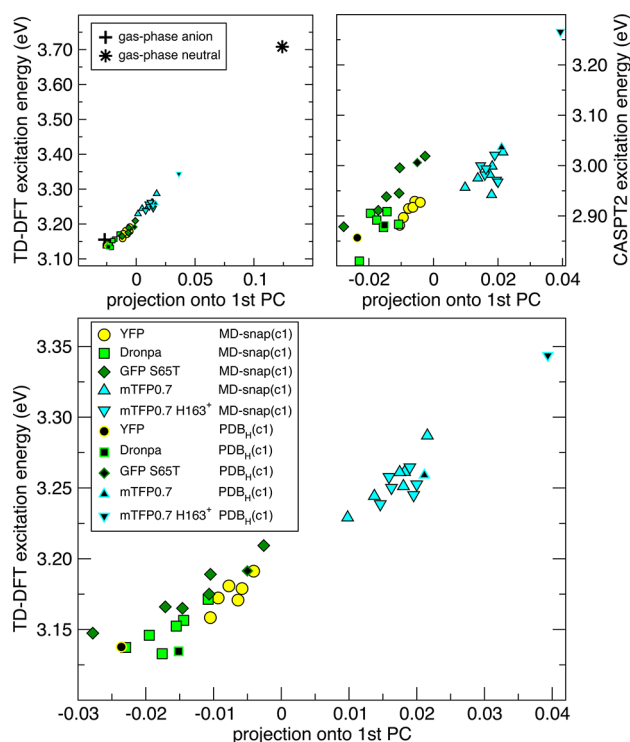 gas-phase anion
gas-phase neutral
TD-DFT excitation energy (eV)
3.70
3.60
3.50
3.40
3.30
3.20
3.10
0 0.05 0.1
projection onto 1st PC
CASPT2 excitation energy (eV)
3.20
3.10
3.00
2.90
-0.02 0 0.02 0.04
projection onto 1st PC
YFP MD-snap(c1)
Dronpa MD-snap(c1)
GFP S65T MD-snap(c1)
mTFP0.7 MD-snap(c1)
mTFP0.7 H163⁺ MD-snap(c1)
YFP PDB_H(c1)
Dronpa PDB_H(c1)
GFP S65T PDB_H(c1)
mTFP0.7 PDB_H(c1)
mTFP0.7 H163⁺ PDB_H(c1)
TD-DFT excitation energy (eV)
3.35
3.30
3.25
3.20
3.15
-0.03 -0.02 -0.01 0 0.01 0.02 0.03 0.04
projection onto 1st PC